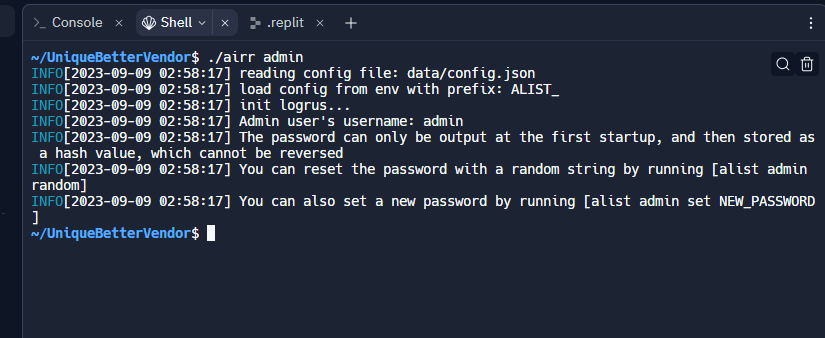 >_ Console × Shell × .replit × +
~/UniqueBetterVendor$ ./airr admin
INFO[2023-09-09 02:58:17] reading config file: data/config.json
INFO[2023-09-09 02:58:17] load config from env with prefix: ALIST_
INFO[2023-09-09 02:58:17] init logrus...
INFO[2023-09-09 02:58:17] Admin user's username: admin
INFO[2023-09-09 02:58:17] The password can only be output at the first startup, and then stored as
a hash value, which cannot be reversed
INFO[2023-09-09 02:58:17] You can reset the password with a random string by running [alist admin
random]
INFO[2023-09-09 02:58:17] You can also set a new password by running [alist admin set NEW_PASSWORD
]
~/UniqueBetterVendor$